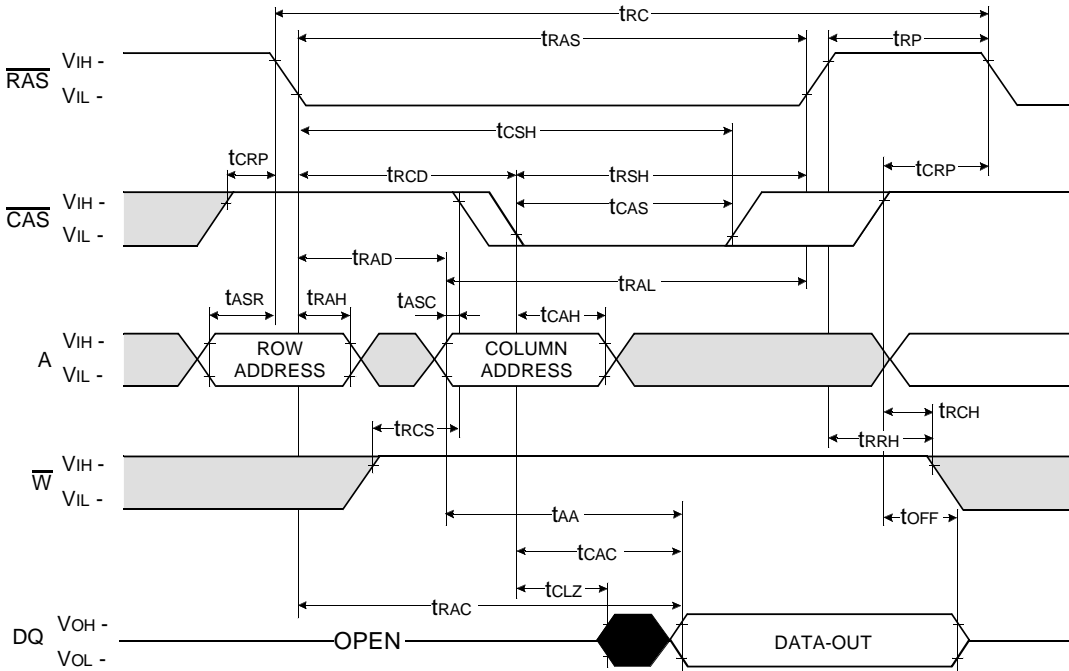 tRC
tRAS
tRP
RAS
VIH -
VIL -
tCSH
tCRP
tRCD
tRSH
tCRP
CAS
VIH -
VIL -
tCAS
tRAD
tRAL
tASR
tRAH
tASC
tCAH
A
VIH -
VIL -
ROW
ADDRESS
COLUMN
ADDRESS
tRCS
tRCH
tRRH
W
VIH -
VIL -
tAA
tOFF
tCAC
tCLZ
tRAC
DQ
VOH -
VOL -
OPEN
DATA-OUT